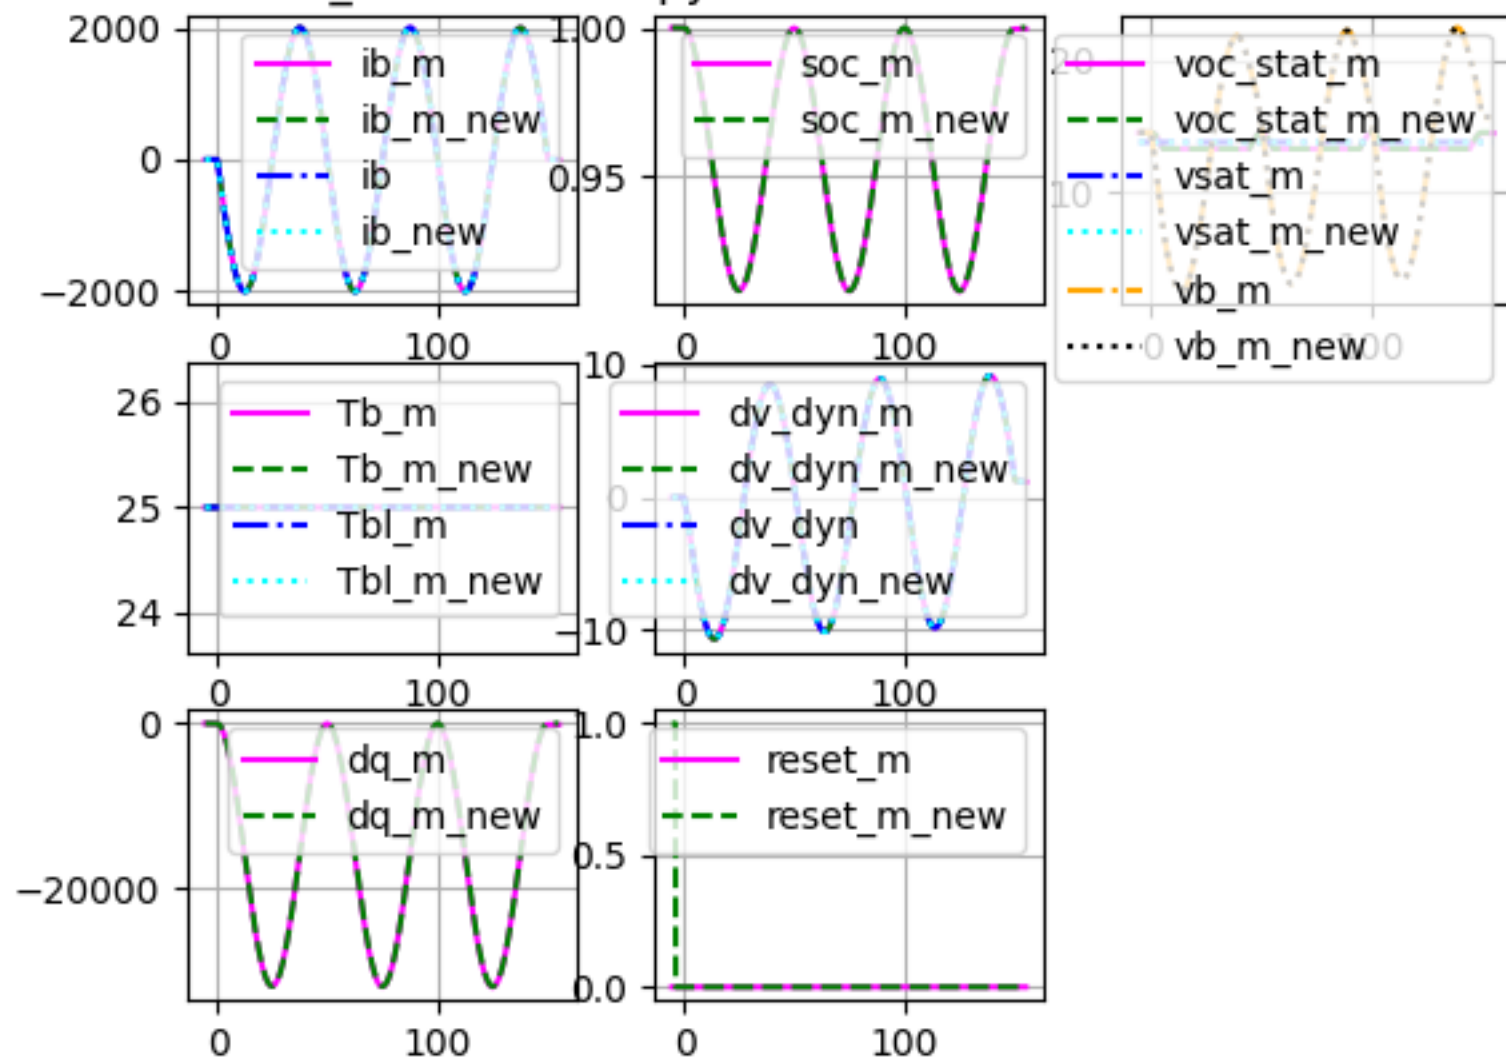 2000
0
−2000
0
100
ib_m
ib_m_new
ib
ib_new
1.00
0.95
0
100
soc_m
soc_m_new
20
10
0
100
voc_stat_m
voc_stat_m_new
vsat_m
vsat_m_new
vb_m
vb_m_new
26
25
24
0
100
Tb_m
Tb_m_new
Tbl_m
Tbl_m_new
10
0
−10
0
100
dv_dyn_m
dv_dyn_m_new
dv_dyn
dv_dyn_new
0
−20000
0
100
dq_m
dq_m_new
1.0
0.5
0.0
0
100
reset_m
reset_m_new